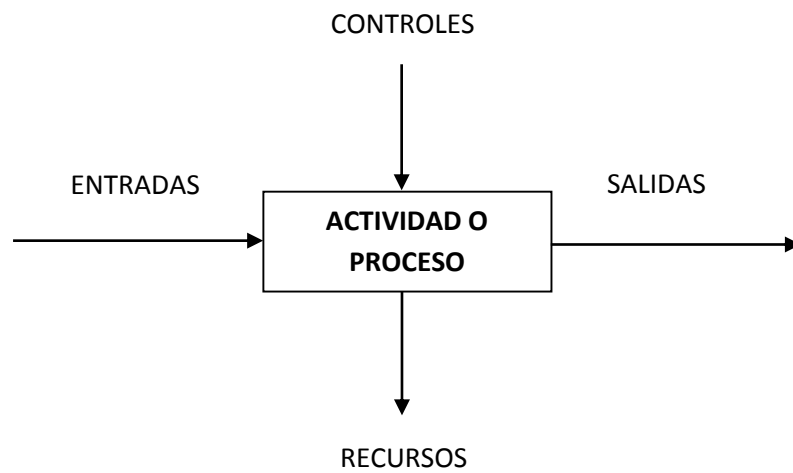 CONTROLES
ENTRADAS
SALIDAS
ACTIVIDAD O
PROCESO
RECURSOS